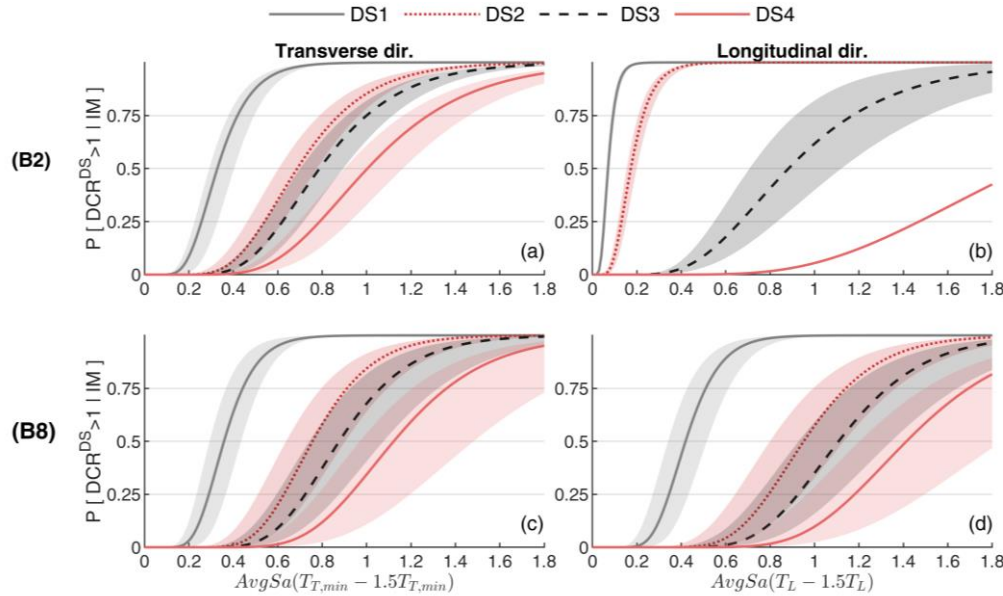 DS1 DS2 DS3 DS4
Transverse dir. Longitudinal dir.
(B2)
P [ DCR^DS>1 | IM ]
0.75
0.5
0.25
0
0 0.2 0.4 0.6 0.8 1 1.2 1.4 1.6 1.8
(a)
0.75
0.5
0.25
0
0 0.2 0.4 0.6 0.8 1 1.2 1.4 1.6 1.8
(b)
(B8)
P [ DCR^DS>1 | IM ]
0.75
0.5
0.25
0
0 0.2 0.4 0.6 0.8 1 1.2 1.4 1.6 1.8
(c)
AvgSa(T_{T,min} − 1.5T_{T,min})
0.75
0.5
0.25
0
0 0.2 0.4 0.6 0.8 1 1.2 1.4 1.6 1.8
(d)
AvgSa(T_L − 1.5T_L)